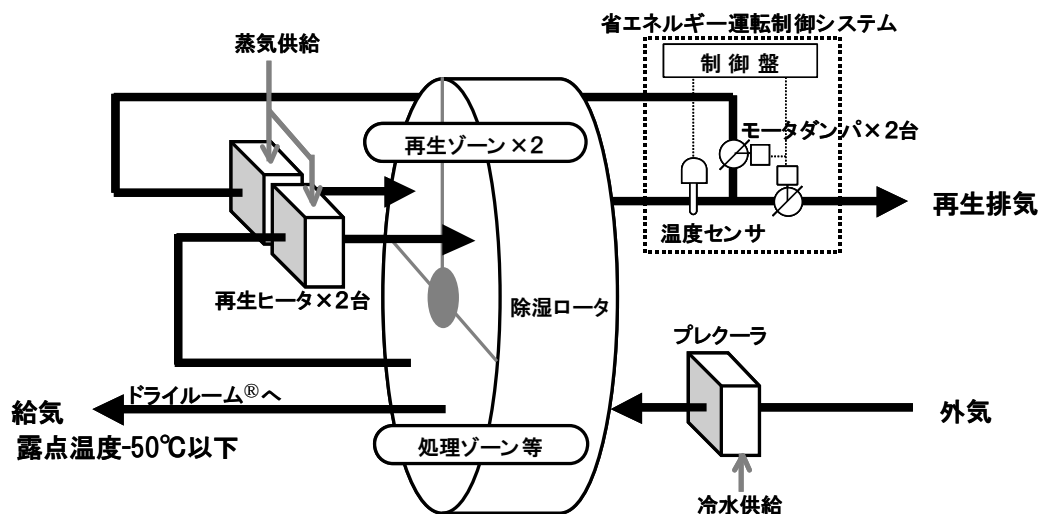 省エネルギー運転制御システム
蒸気供給
制御盤
再生ゾーン×2
モータダンパ×2台
再生排気
温度センサ
再生ヒータ×2台
除湿ロータ
プレクーラ
ドライルーム®へ
給気
外気
露点温度-50℃以下
処理ゾーン等
冷水供給